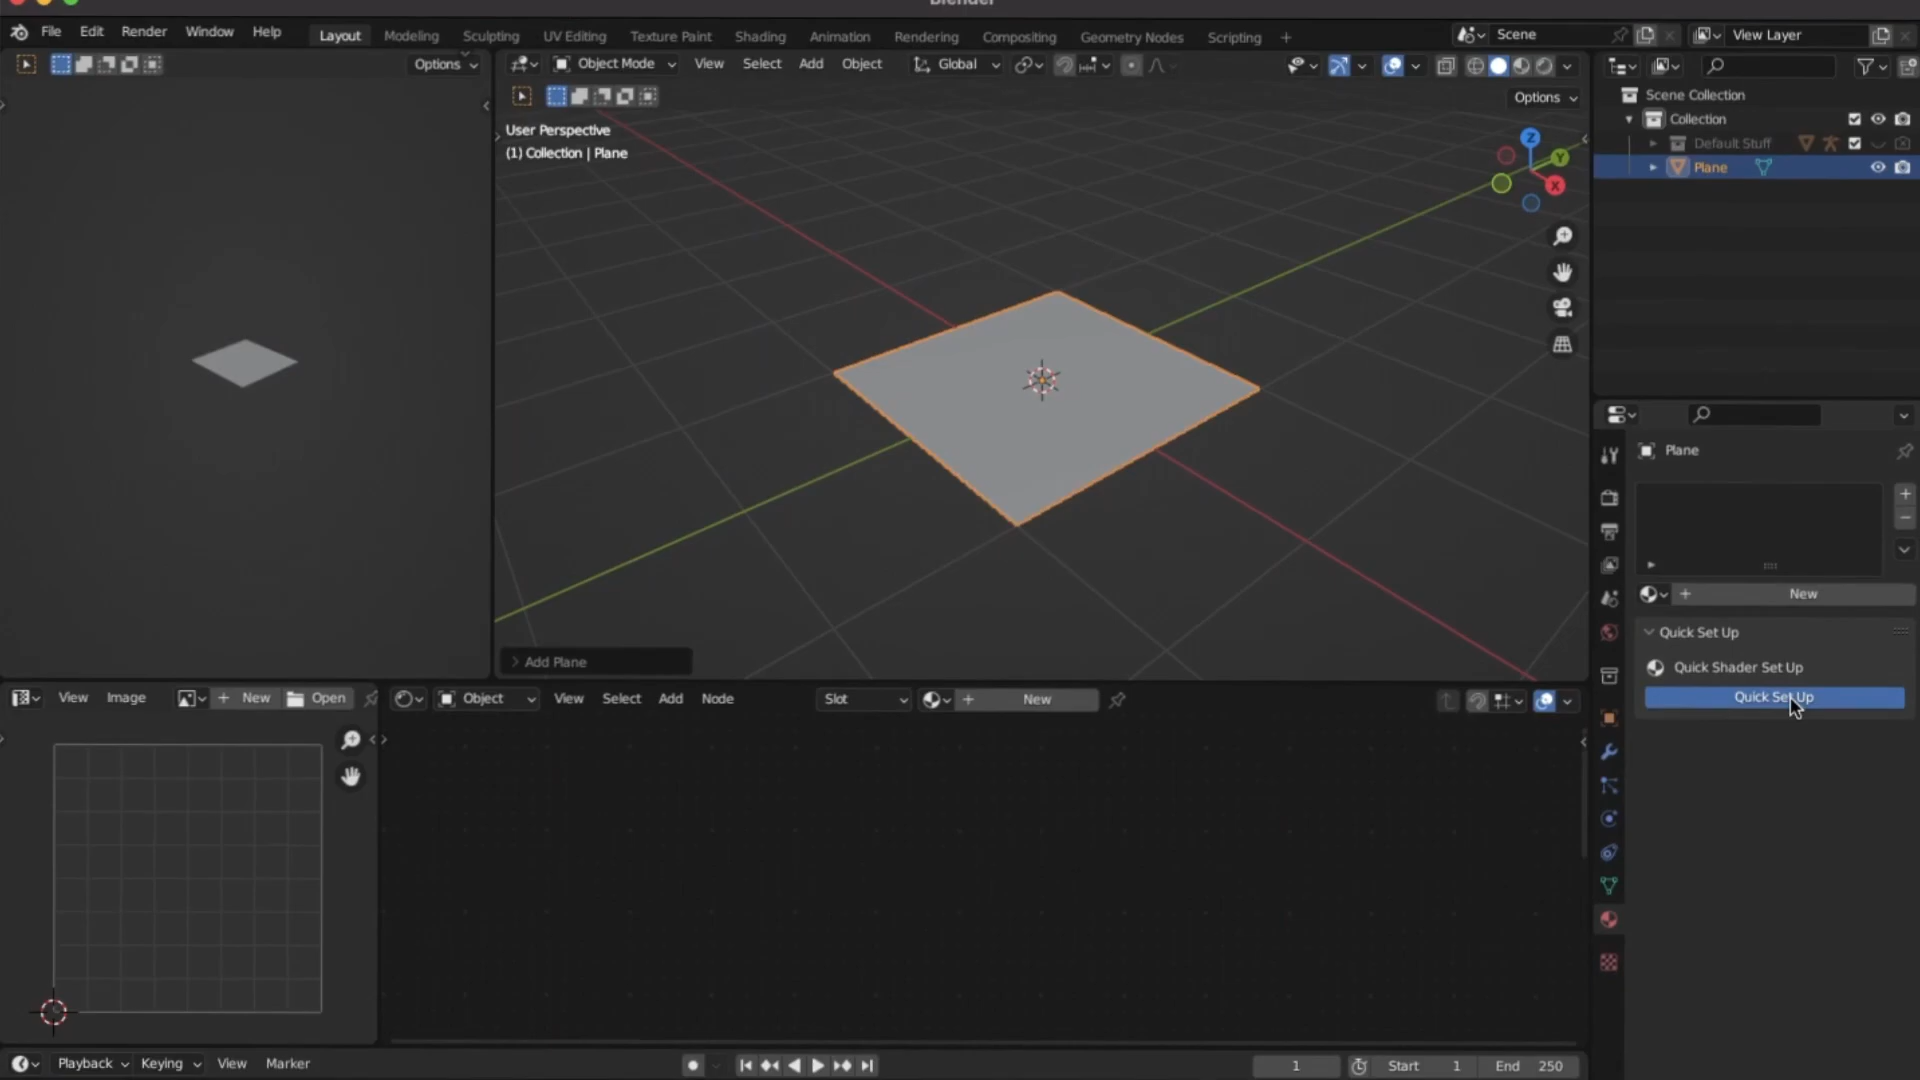 Blender
File Edit Render Window Help
Layout Modeling Sculpting UV Editing Texture Paint Shading Animation Rendering Compositing Geometry Nodes Scripting +
Scene
View Layer
Options
Object Mode View Select Add Object Global
Options
User Perspective
(1) Collection | Plane
Z
Y
X
Add Plane
Scene Collection
Collection
Default Stuff
Plane
Plane
+
−
+ New
Quick Set Up
Quick Shader Set Up
Quick Set Up
View Image + New Open
Object View Select Add Node Slot + New
Playback Keying View Marker
1 Start 1 End 250